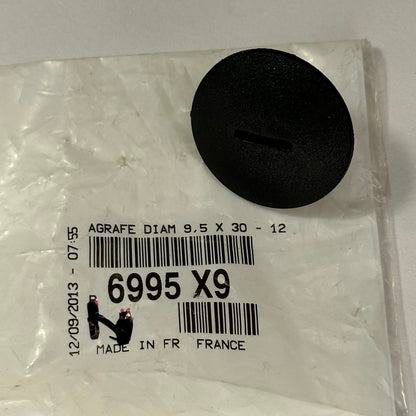 AGRAFE DIAM 9,5 X 30 - 12
6995 X9
MADE IN FR FRANCE
12/09/2013 - 07:55